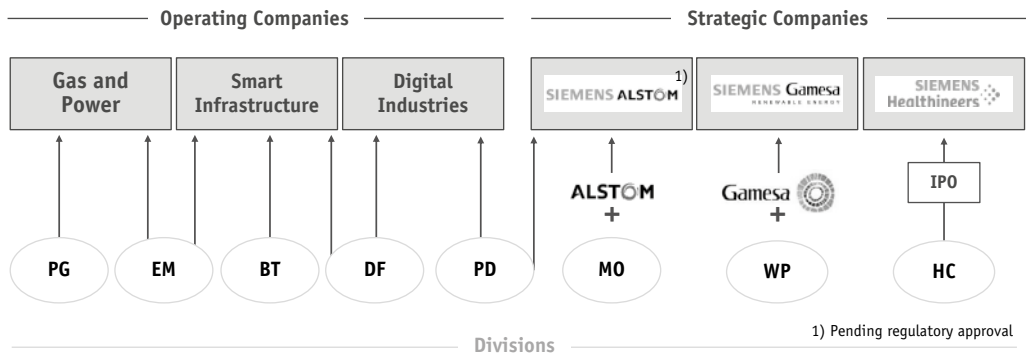 Operating Companies
Strategic Companies
Gas and
Power
Smart
Infrastructure
Digital
Industries
SIEMENS ALSTOM
1)
SIEMENS Gamesa
RENEWABLE ENERGY
SIEMENS
Healthineers
ALSTOM
+
Gamesa
+
IPO
PG
EM
BT
DF
PD
MO
WP
HC
1) Pending regulatory approval
Divisions